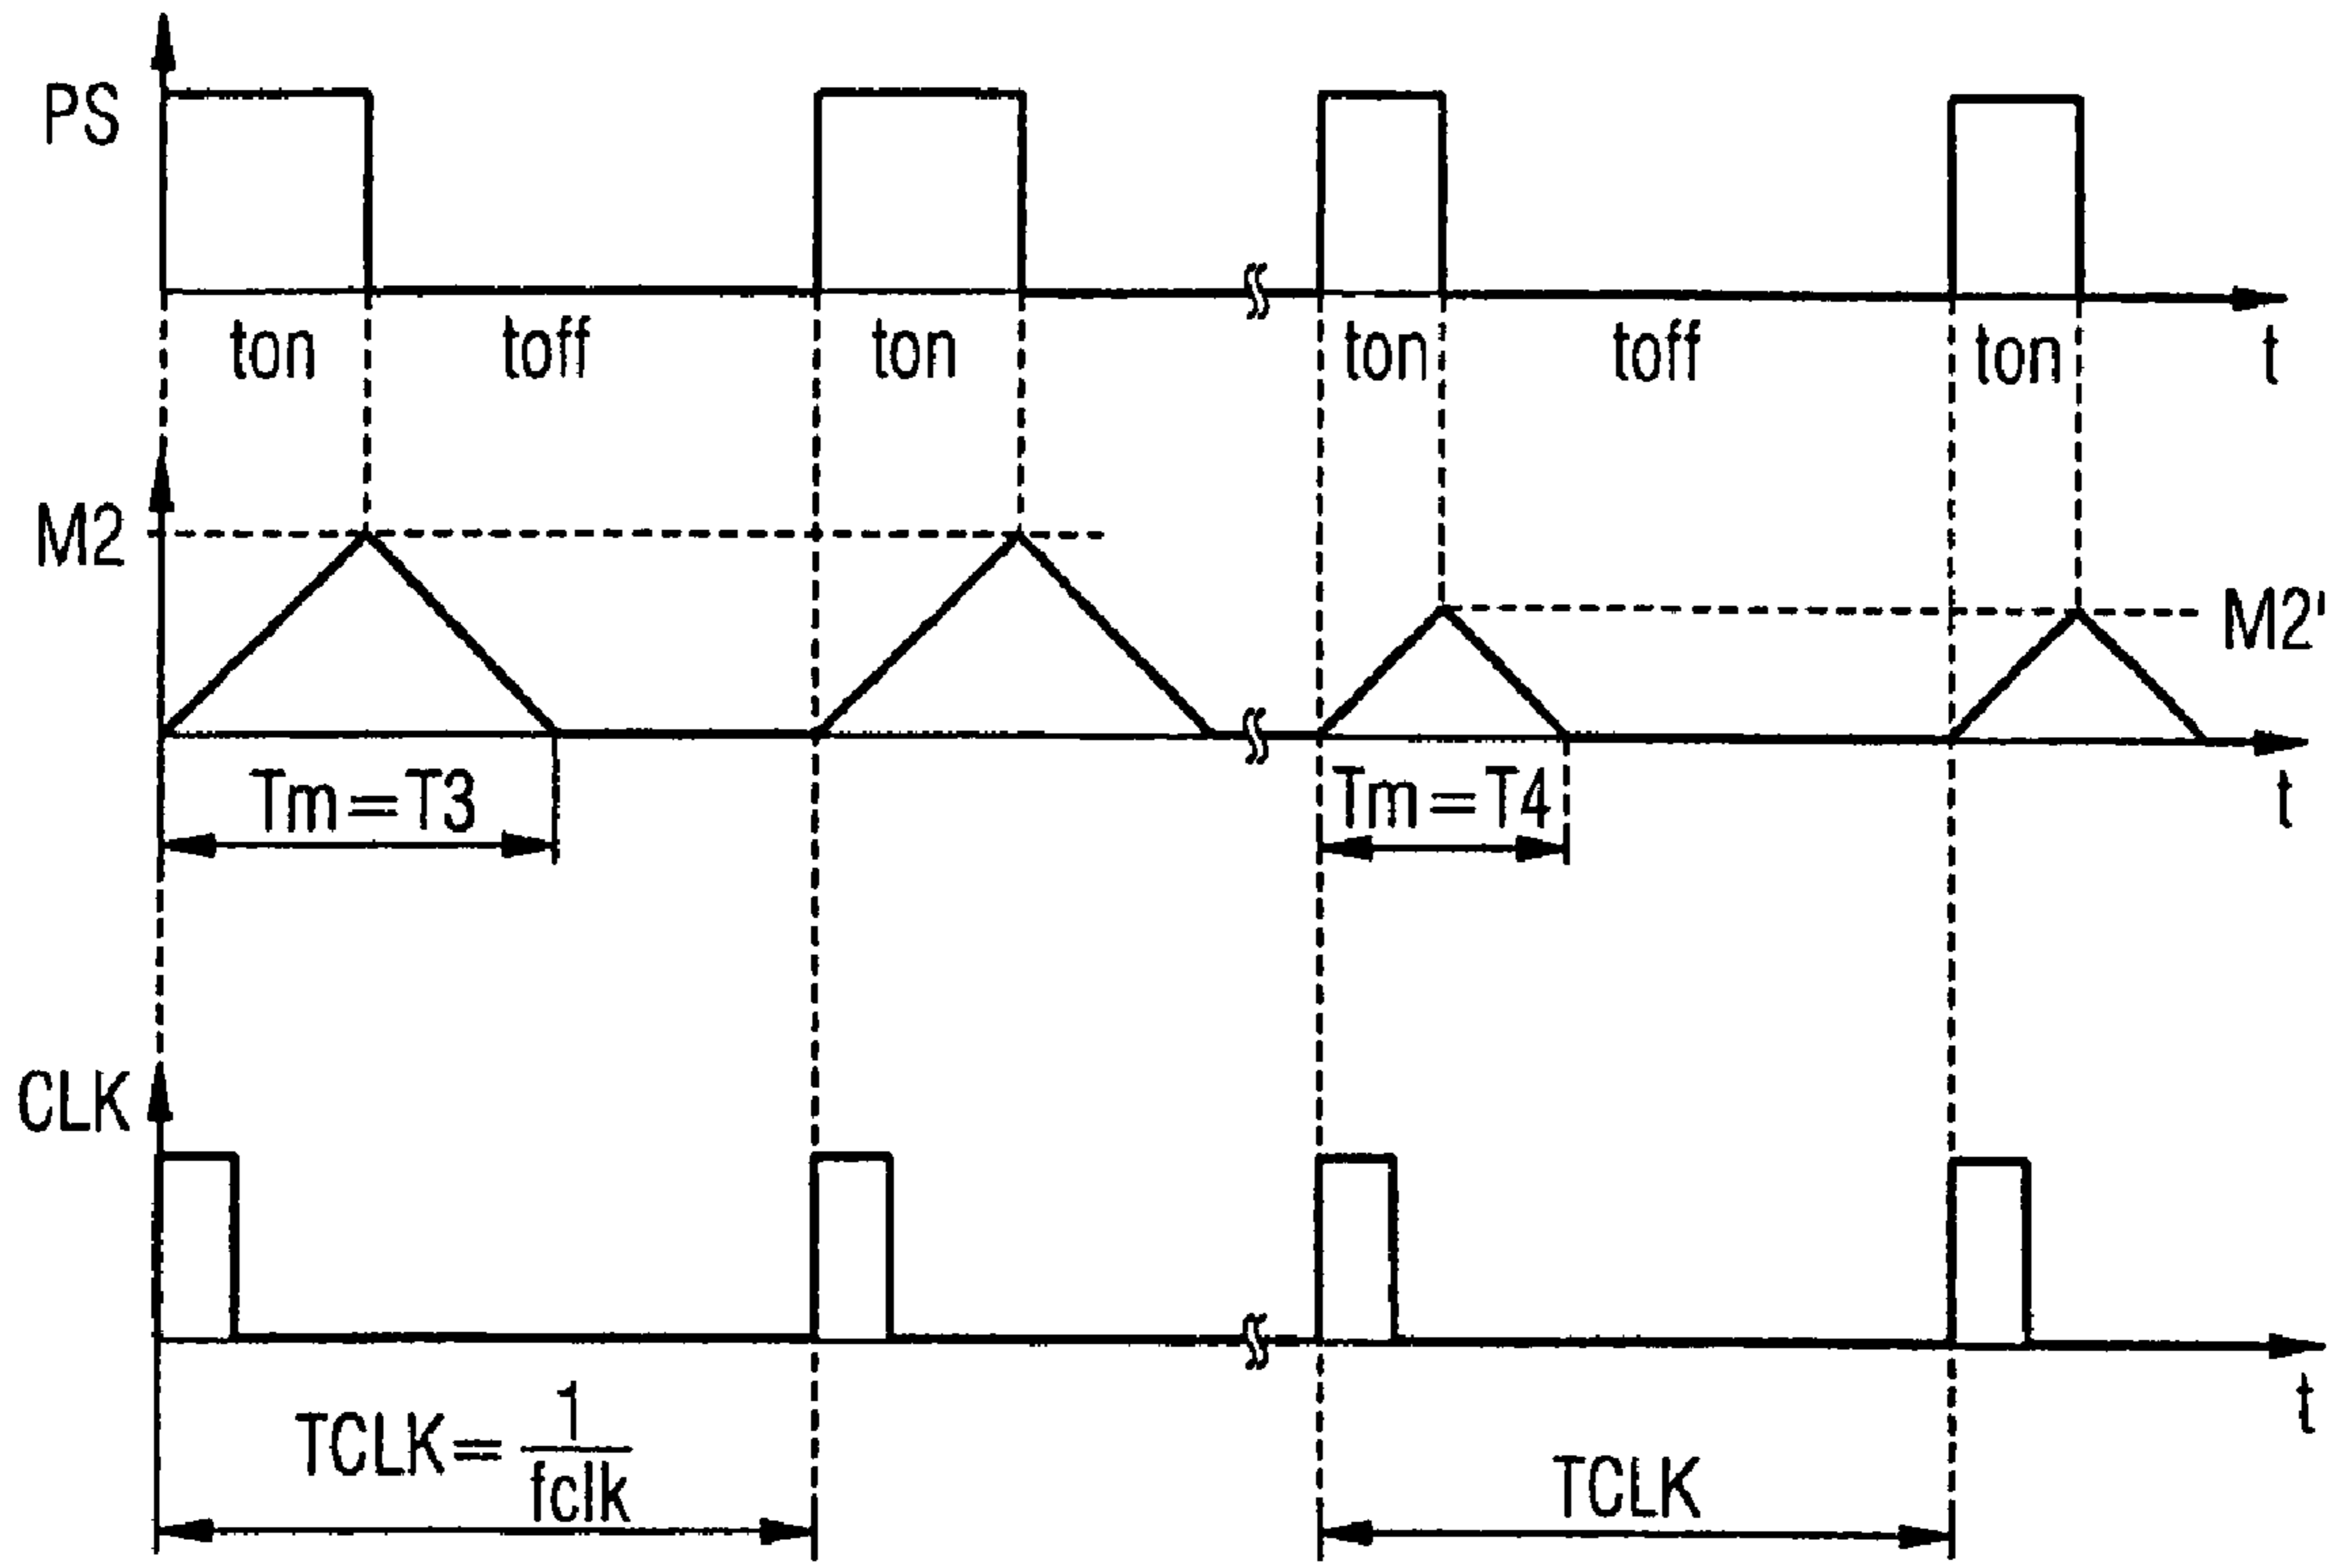 PS
ton toff ton ton toff ton t
M2
M2'
Tm=T3 Tm=T4 t
CLK
TCLK=1/fclk
TCLK
t